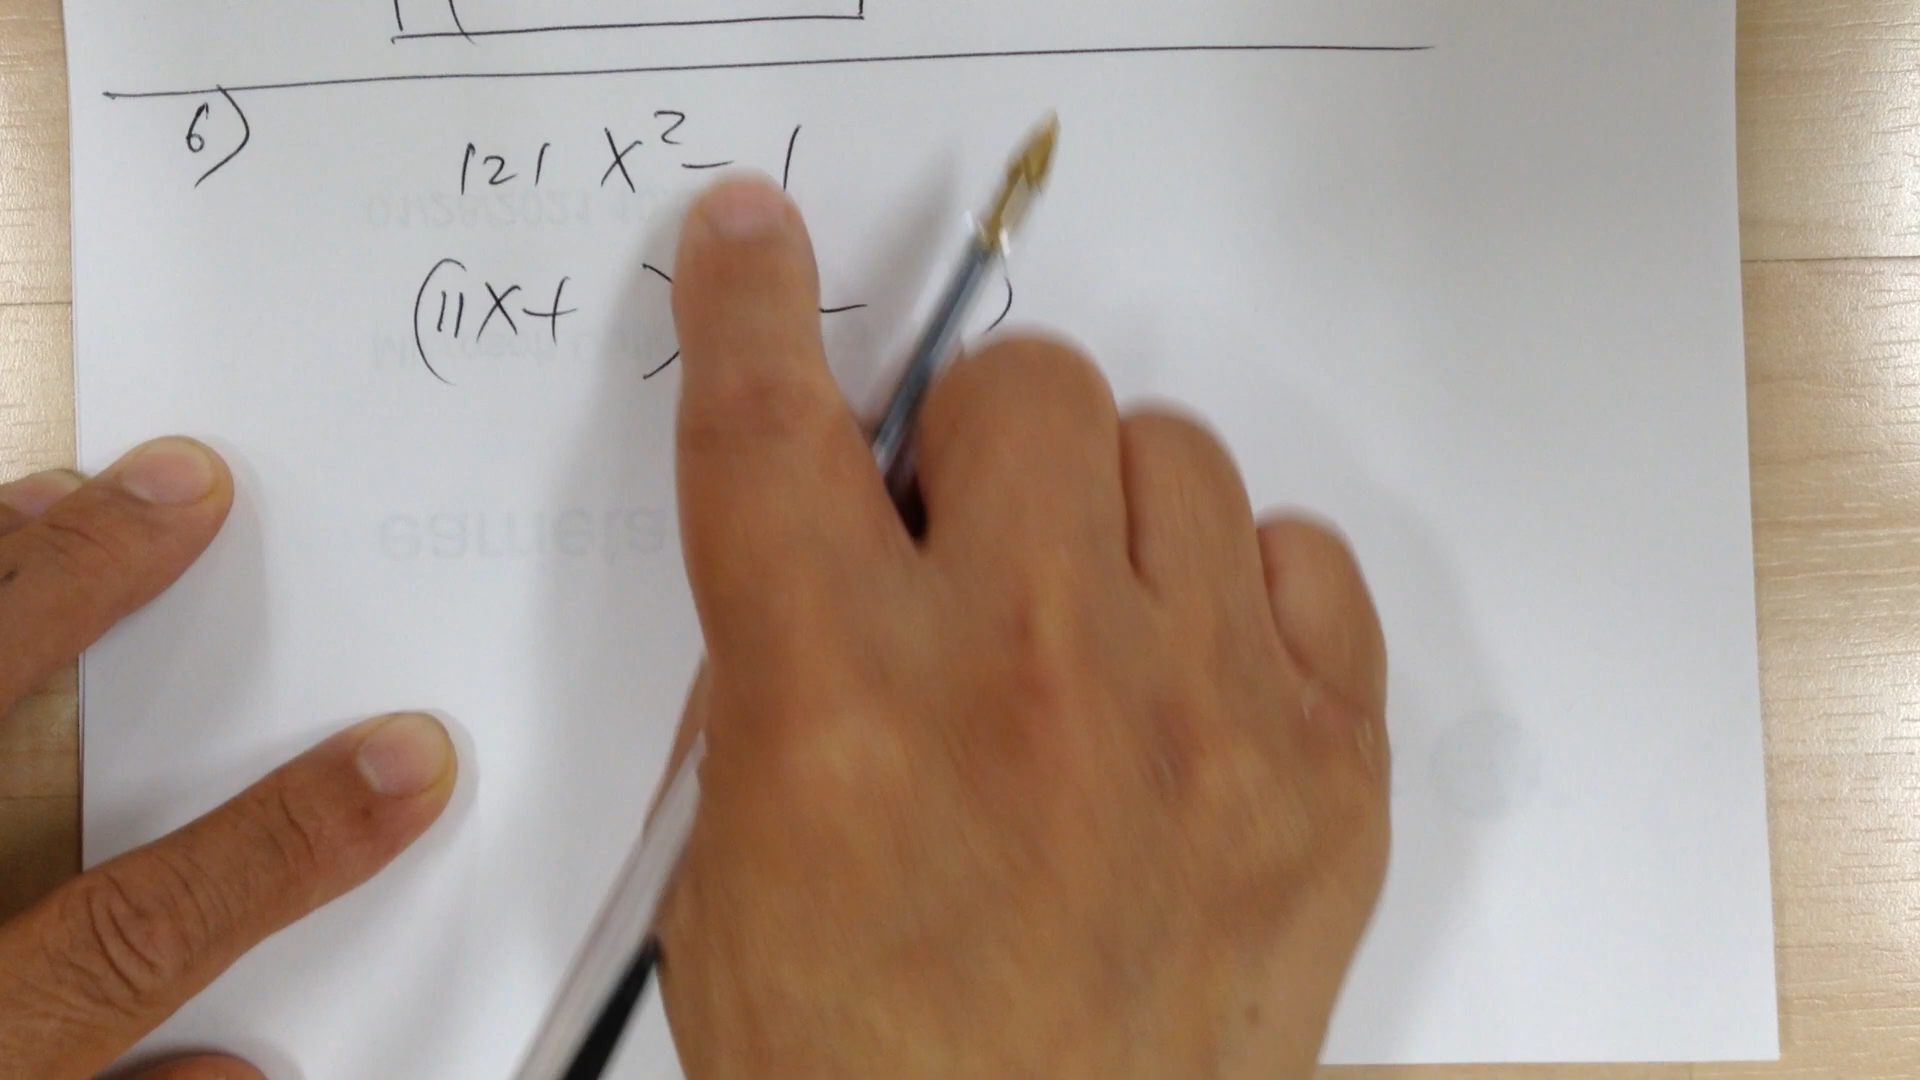 6)
121 x² - 1
(11x + ) - )